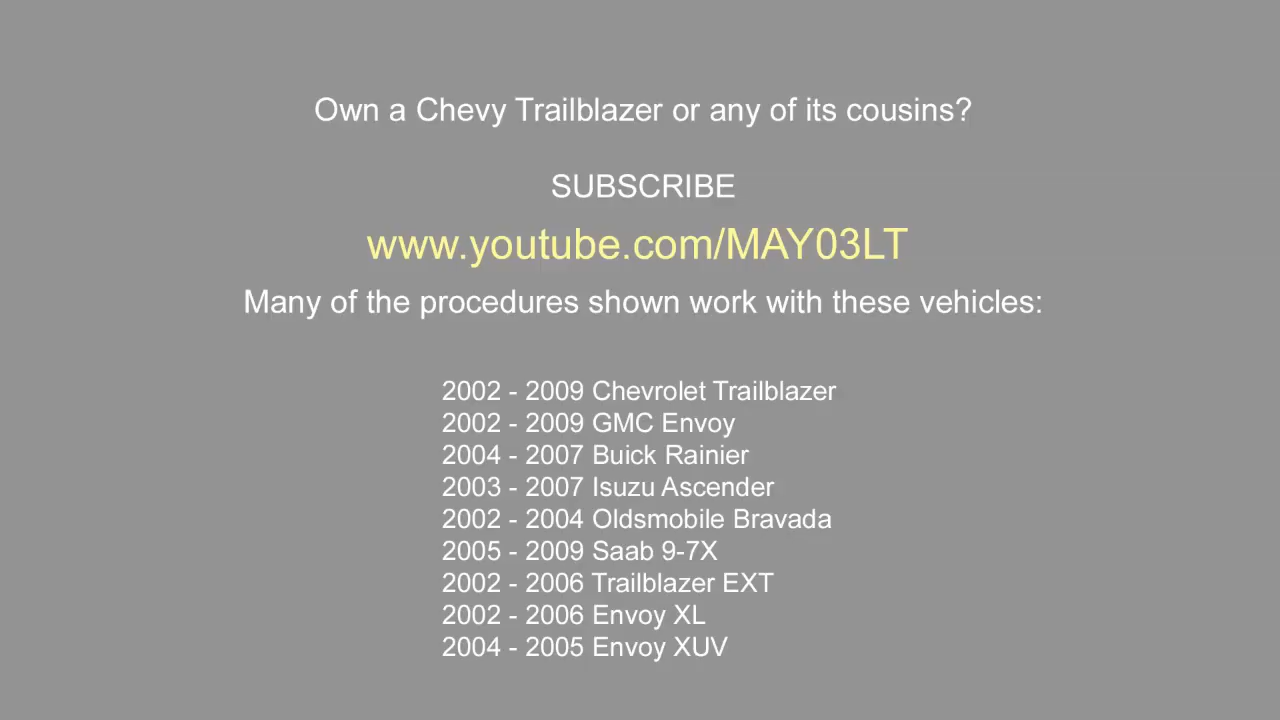 Own a Chevy Trailblazer or any of its cousins?
SUBSCRIBE
www.youtube.com/MAY03LT
Many of the procedures shown work with these vehicles:
2002 - 2009 Chevrolet Trailblazer
2002 - 2009 GMC Envoy
2004 - 2007 Buick Rainier
2003 - 2007 Isuzu Ascender
2002 - 2004 Oldsmobile Bravada
2005 - 2009 Saab 9-7X
2002 - 2006 Trailblazer EXT
2002 - 2006 Envoy XL
2004 - 2005 Envoy XUV